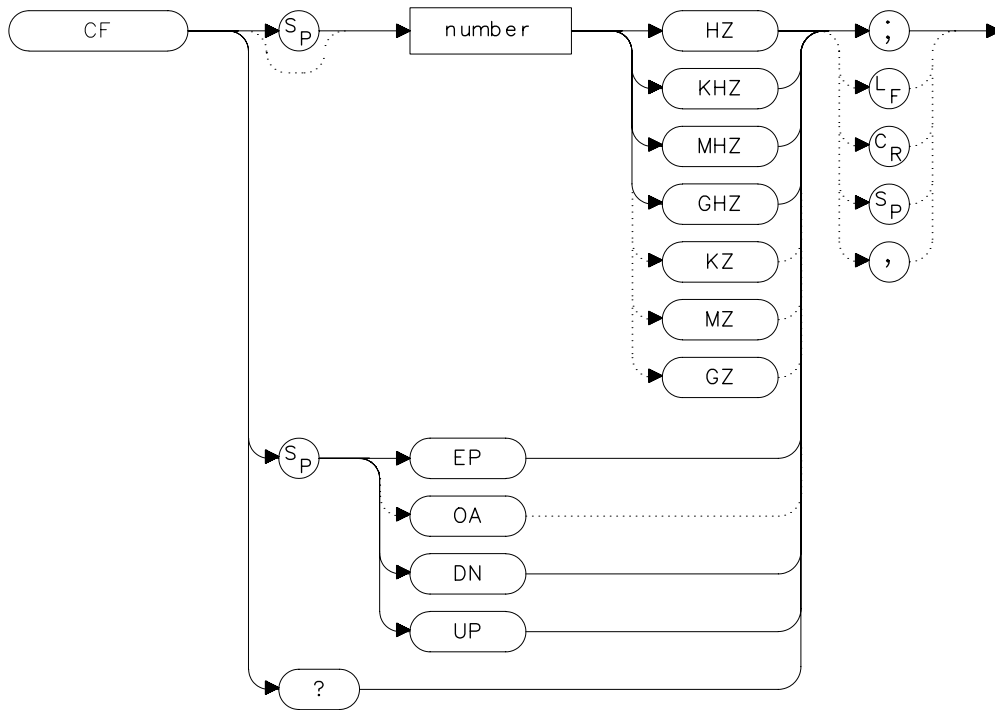 CF SP number HZ ;
KHZ LF
MHZ CR
GHZ SP
KZ ,
MZ
GZ
SP EP
OA
DN
UP
?